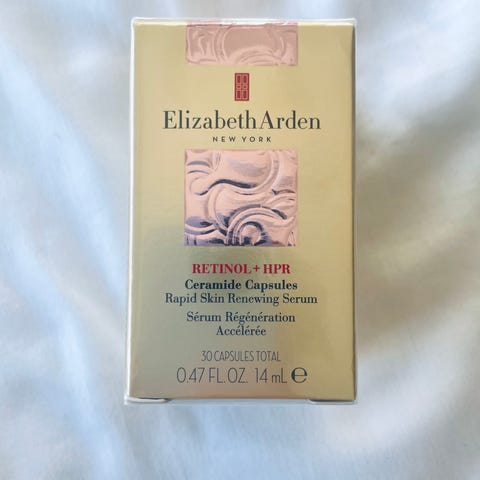 Elizabeth Arden
NEW YORK
RETINOL + HPR
Ceramide Capsules
Rapid Skin Renewing Serum
Sérum Régénération
Accélérée
30 CAPSULES TOTAL
0.47 FL.OZ. 14 mL ℮